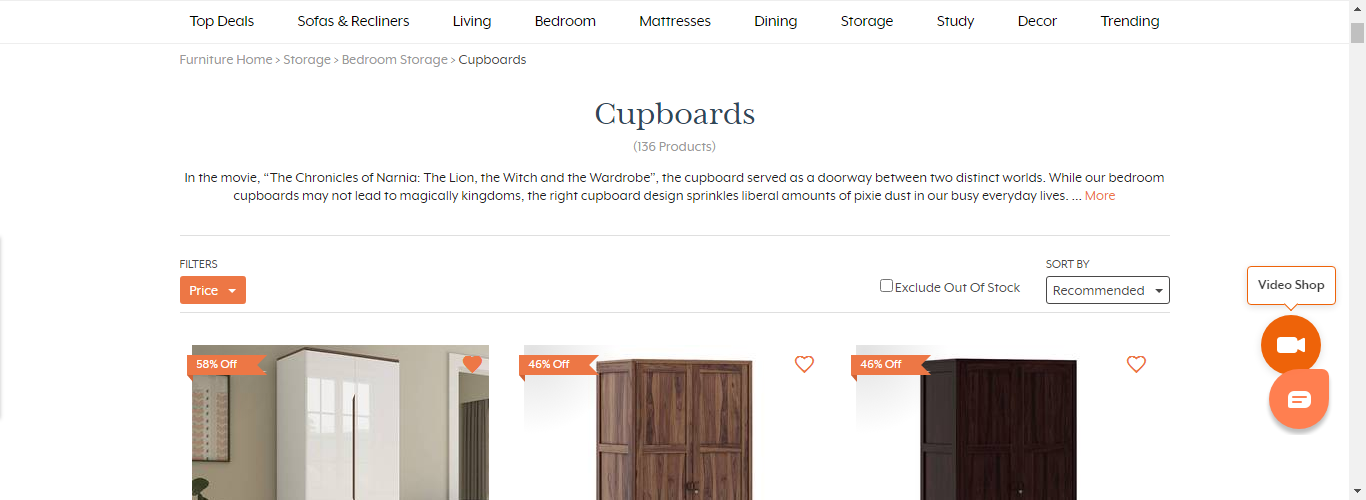 Top Deals Sofas & Recliners Living Bedroom Mattresses Dining Storage Study Decor Trending
Furniture Home > Storage > Bedroom Storage > Cupboards
Cupboards
(136 Products)
In the movie, “The Chronicles of Narnia: The Lion, the Witch and the Wardrobe”, the cupboard served as a doorway between two distinct worlds. While our bedroom
cupboards may not lead to magically kingdoms, the right cupboard design sprinkles liberal amounts of pixie dust in our busy everyday lives. ... More
FILTERS
Price
Exclude Out Of Stock
SORT BY
Recommended
Video Shop
58% Off
46% Off
46% Off